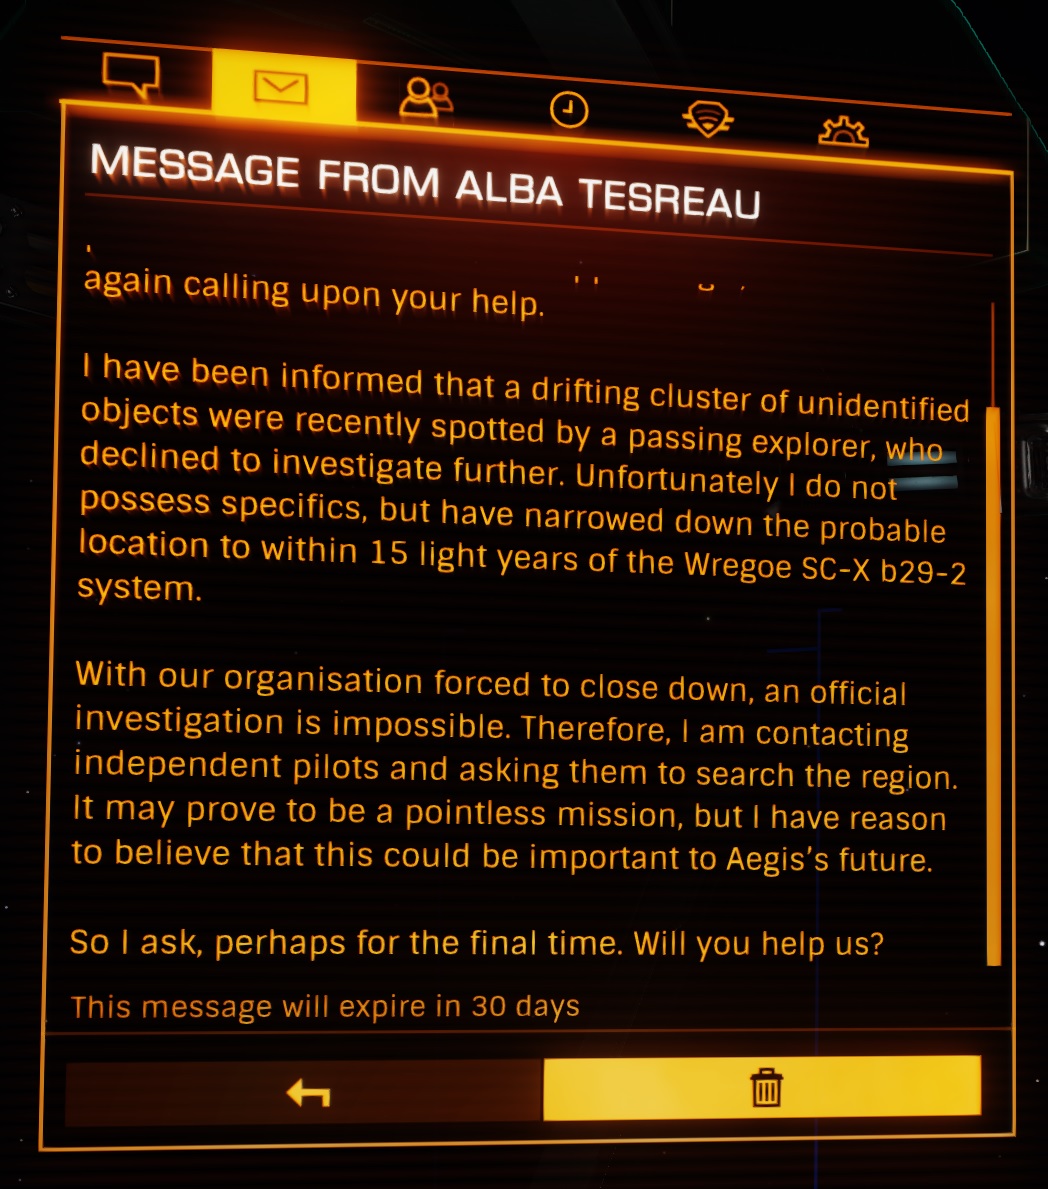 MESSAGE FROM ALBA TESREAU
again calling upon your help.
I have been informed that a drifting cluster of unidentified
objects were recently spotted by a passing explorer, who
declined to investigate further. Unfortunately I do not
possess specifics, but have narrowed down the probable
location to within 15 light years of the Wregoe SC-X b29-2
system.
With our organisation forced to close down, an official
investigation is impossible. Therefore, I am contacting
independent pilots and asking them to search the region.
It may prove to be a pointless mission, but I have reason
to believe that this could be important to Aegis's future.
So I ask, perhaps for the final time. Will you help us?
This message will expire in 30 days